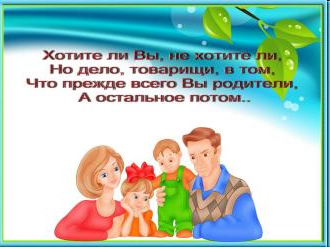 Хотите ли Вы, не хотите ли,
Но дело, товарищи, в том,
Что прежде всего Вы родители,
А остальное потом..